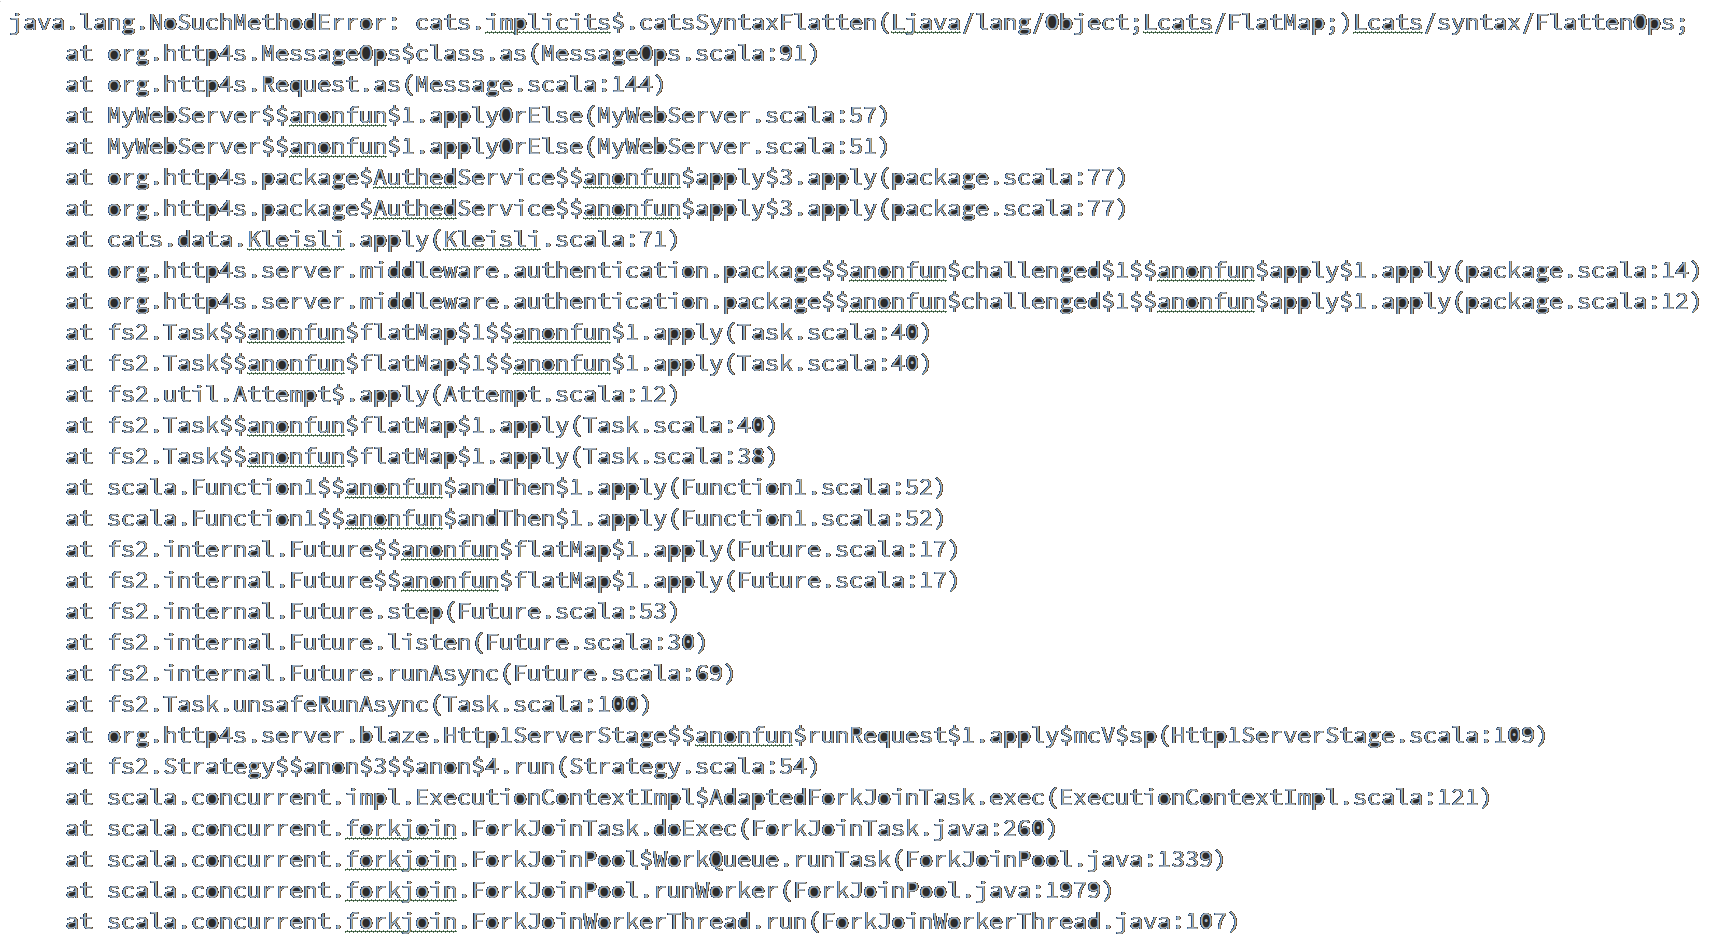 java.lang.NoSuchMethodError: cats.implicits$.catsSyntaxFlatten(Ljava/lang/Object;Lcats/FlatMap;)Lcats/syntax/FlattenOps;
at org.http4s.MessageOps$class.as(MessageOps.scala:91)
at org.http4s.Request.as(Message.scala:144)
at MyWebServer$$anonfun$1.applyOrElse(MyWebServer.scala:57)
at MyWebServer$$anonfun$1.applyOrElse(MyWebServer.scala:51)
at org.http4s.package$AuthedService$$anonfun$apply$3.apply(package.scala:77)
at org.http4s.package$AuthedService$$anonfun$apply$3.apply(package.scala:77)
at cats.data.Kleisli.apply(Kleisli.scala:71)
at org.http4s.server.middleware.authentication.package$$anonfun$challenged$1$$anonfun$apply$1.apply(package.scala:14)
at org.http4s.server.middleware.authentication.package$$anonfun$challenged$1$$anonfun$apply$1.apply(package.scala:12)
at fs2.Task$$anonfun$flatMap$1$$anonfun$1.apply(Task.scala:40)
at fs2.Task$$anonfun$flatMap$1$$anonfun$1.apply(Task.scala:40)
at fs2.util.Attempt$.apply(Attempt.scala:12)
at fs2.Task$$anonfun$flatMap$1.apply(Task.scala:40)
at fs2.Task$$anonfun$flatMap$1.apply(Task.scala:38)
at scala.Function1$$anonfun$andThen$1.apply(Function1.scala:52)
at scala.Function1$$anonfun$andThen$1.apply(Function1.scala:52)
at fs2.internal.Future$$anonfun$flatMap$1.apply(Future.scala:17)
at fs2.internal.Future$$anonfun$flatMap$1.apply(Future.scala:17)
at fs2.internal.Future.step(Future.scala:53)
at fs2.internal.Future.listen(Future.scala:30)
at fs2.internal.Future.runAsync(Future.scala:69)
at fs2.Task.unsafeRunAsync(Task.scala:100)
at org.http4s.server.blaze.Http1ServerStage$$anonfun$runRequest$1.apply$mcV$sp(Http1ServerStage.scala:109)
at fs2.Strategy$$anon$3$$anon$4.run(Strategy.scala:54)
at scala.concurrent.impl.ExecutionContextImpl$AdaptedForkJoinTask.exec(ExecutionContextImpl.scala:121)
at scala.concurrent.forkjoin.ForkJoinTask.doExec(ForkJoinTask.java:260)
at scala.concurrent.forkjoin.ForkJoinPool$WorkQueue.runTask(ForkJoinPool.java:1339)
at scala.concurrent.forkjoin.ForkJoinPool.runWorker(ForkJoinPool.java:1979)
at scala.concurrent.forkjoin.ForkJoinWorkerThread.run(ForkJoinWorkerThread.java:107)